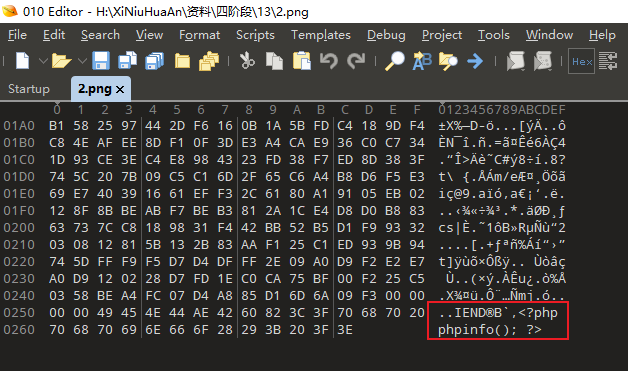 010 Editor - H:\XiNiuHuaAn\资料\四阶段\13\2.png
File Edit Search View Format Scripts Templates Debug Tools Window Help
Hex
Startup 2.png ×
0 1 2 3 4 5 6 7 8 9 A B C D E F 0123456789ABCDEF
01A0 B1 58 25 97 44 2D F6 16 0B 1A 5B FD C4 18 9D F4 ±X%—D-ö...[ýÄ..ô
01B0 C8 4E AF EE 8D F1 0F 3D E3 A4 CA E9 36 C0 C7 34 ÈN¯î.ñ.=ã¤Êé6ÀÇ4
01C0 1D 93 CE 3E C4 E8 98 43 23 FD 38 F7 ED 8D 38 3F .“Î>Äè˜C#ý8÷í.8?
01D0 74 5C 20 7B 09 C5 C1 6D 2F 65 C6 A4 B8 D6 F5 E3 t\ {.ÅÁm/eÆ¤¸Öõã
01E0 69 E7 40 39 16 61 EF F3 2C 61 80 A1 91 05 EB 02 iç@9.aïó,a€¡‘.ë.
01F0 12 8F 8B BE AB F7 BE B3 81 2A 1C E4 D8 D0 B8 83 ..‹¾«÷¾³.*.äØÐ¸ƒ
0200 63 73 7C C8 18 98 31 F4 42 BB 52 B5 D1 F9 93 32 cs|È.˜1ôB»RµÑù“2
0210 03 08 12 81 5B 13 2B 83 AA F1 25 C1 ED 93 9B 94 ....[.+ƒªñ%Áí“›”
0220 74 5D FF F9 F5 D7 D4 DF FF 2E 09 A0 D9 F2 E2 E7 t]ÿùõ×Ôßÿ.. Ùòâç
0230 A0 D9 12 02 28 D7 FD 1E C0 CA 75 BF 00 F2 25 C5 Ù..(×ý.ÀÊu¿.ò%Å
0240 03 58 BE A4 FC 07 D4 A8 85 D1 6D 6A 09 F3 00 00 .X¾¤ü.Ô¨…Ñmj.ó..
0250 00 00 49 45 4E 44 AE 42 60 82 3C 3F 70 68 70 20 ..IEND®B`‚<?php
0260 70 68 70 69 6E 66 6F 28 29 3B 20 3F 3E phpinfo(); ?>